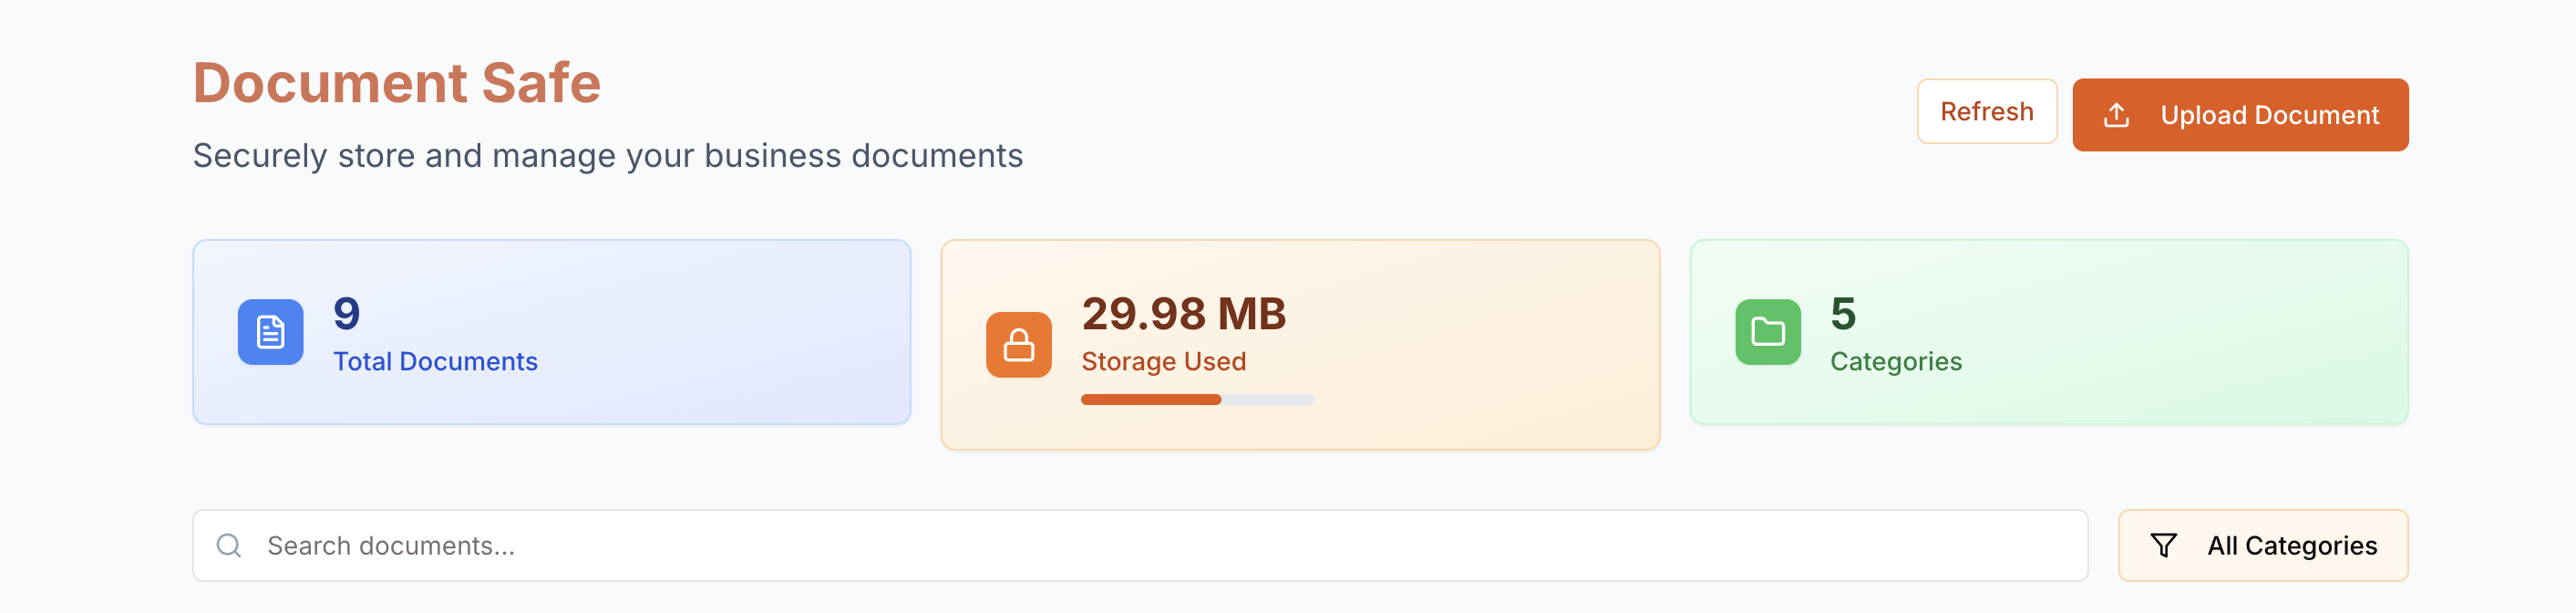 Document Safe
Securely store and manage your business documents
Refresh
Upload Document
9
Total Documents
29.98 MB
Storage Used
5
Categories
Search documents...
All Categories